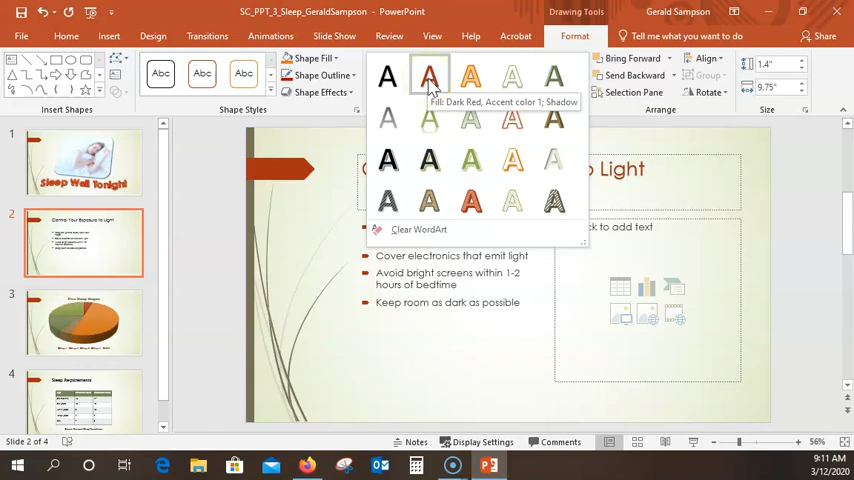 SC_PPT_3_Sleep_GeraldSampson - PowerPoint
Drawing Tools
Gerald Sampson
File
Home
Insert
Design
Transitions
Animations
Slide Show
Review
View
Help
Acrobat
Format
Tell me what you want to do
Share
Abc
Abc
Abc
Shape Fill
Shape Outline
Shape Effects
Insert Shapes
Shape Styles
A A A A A
Fill: Dark Red, Accent color 1; Shadow
A A A A A
A A A A A
A A A A A
Clear WordArt
Bring Forward
Send Backward
Selection Pane
Align
Group
Rotate
Arrange
1.4"
9.75"
Size
1
Sleep Well Tonight
2
Control Your Exposure to Light
3
Five Sleep Stages
4
Sleep Requirements
o Light
ck to add text
Cover electronics that emit light
Avoid bright screens within 1-2
hours of bedtime
Keep room as dark as possible
Slide 2 of 4
Notes
Display Settings
Comments
56%
9:11 AM
3/12/2020